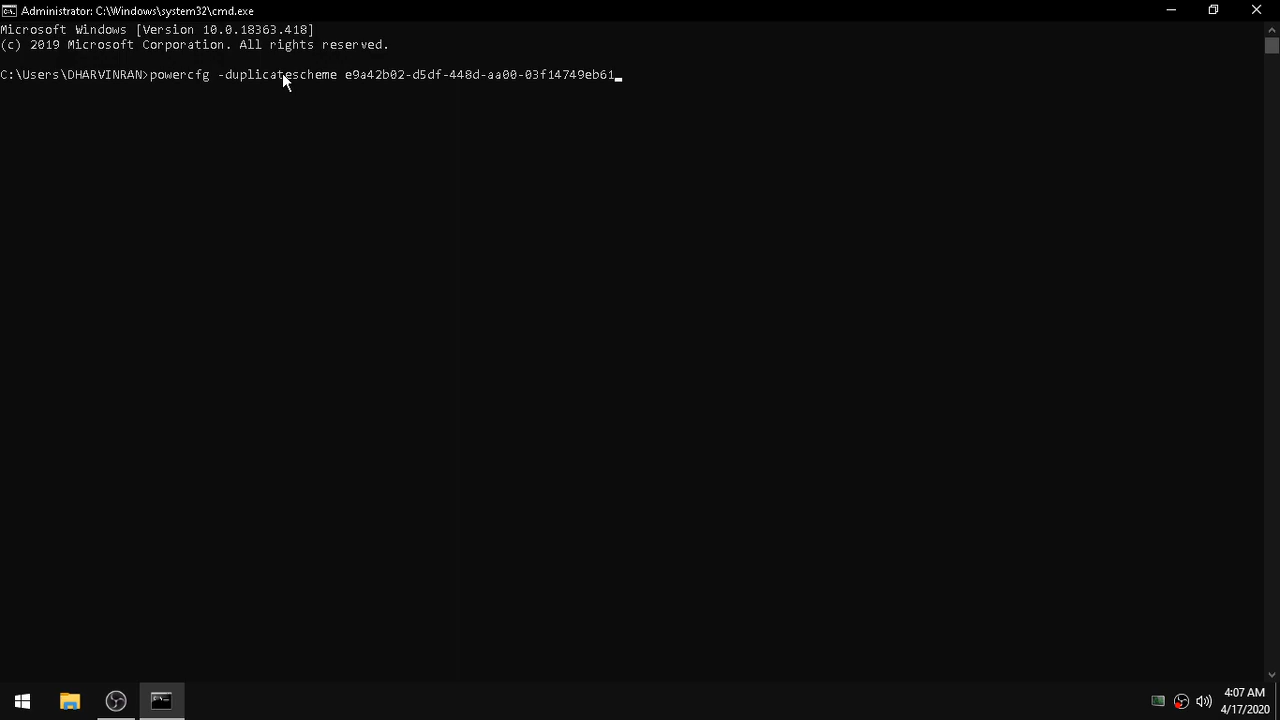 Administrator: C:\Windows\system32\cmd.exe
Microsoft Windows [Version 10.0.18363.418]
(c) 2019 Microsoft Corporation. All rights reserved.
C:\Users\DHARVINRAN>powercfg -duplicatescheme e9a42b02-d5df-448d-aa00-03f14749eb61
4:07 AM
4/17/2020